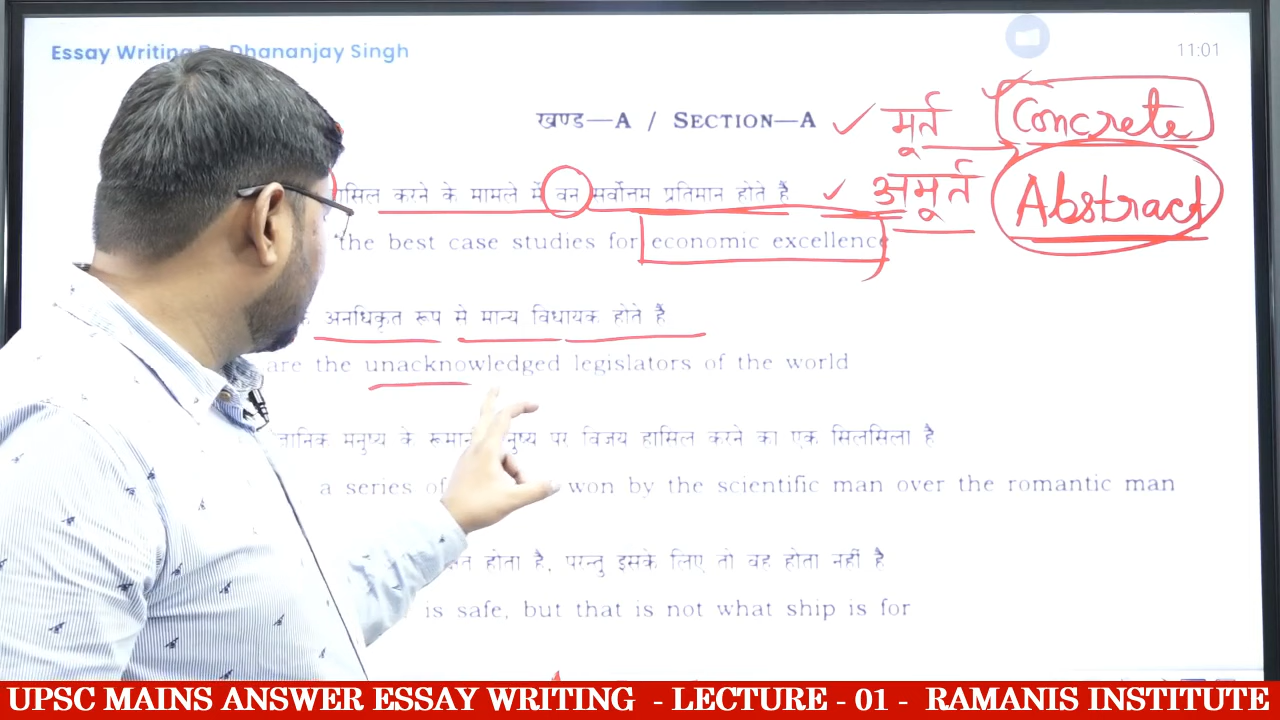 Essay Writing Dhananjay Singh
11:01
खण्ड—A / SECTION—A
मूर्त Concrete
करने के मामले में वन सर्वोत्तम प्रतिमान होते हैं
अमूर्त Abstract
the best case studies for economic excellence
अनधिकृत रूप से मान्य विधायक होते हैं
are the unacknowledged legislators of the world
मनुष्य के पर विजय हासिल करने का एक सिलसिला है
a series of won by the scientific man over the romantic man
होता है, परन्तु इसके लिए तो वह होता नहीं है
is safe, but that is not what ship is for
UPSC MAINS ANSWER ESSAY WRITING - LECTURE - 01 - RAMANIS INSTITUTE